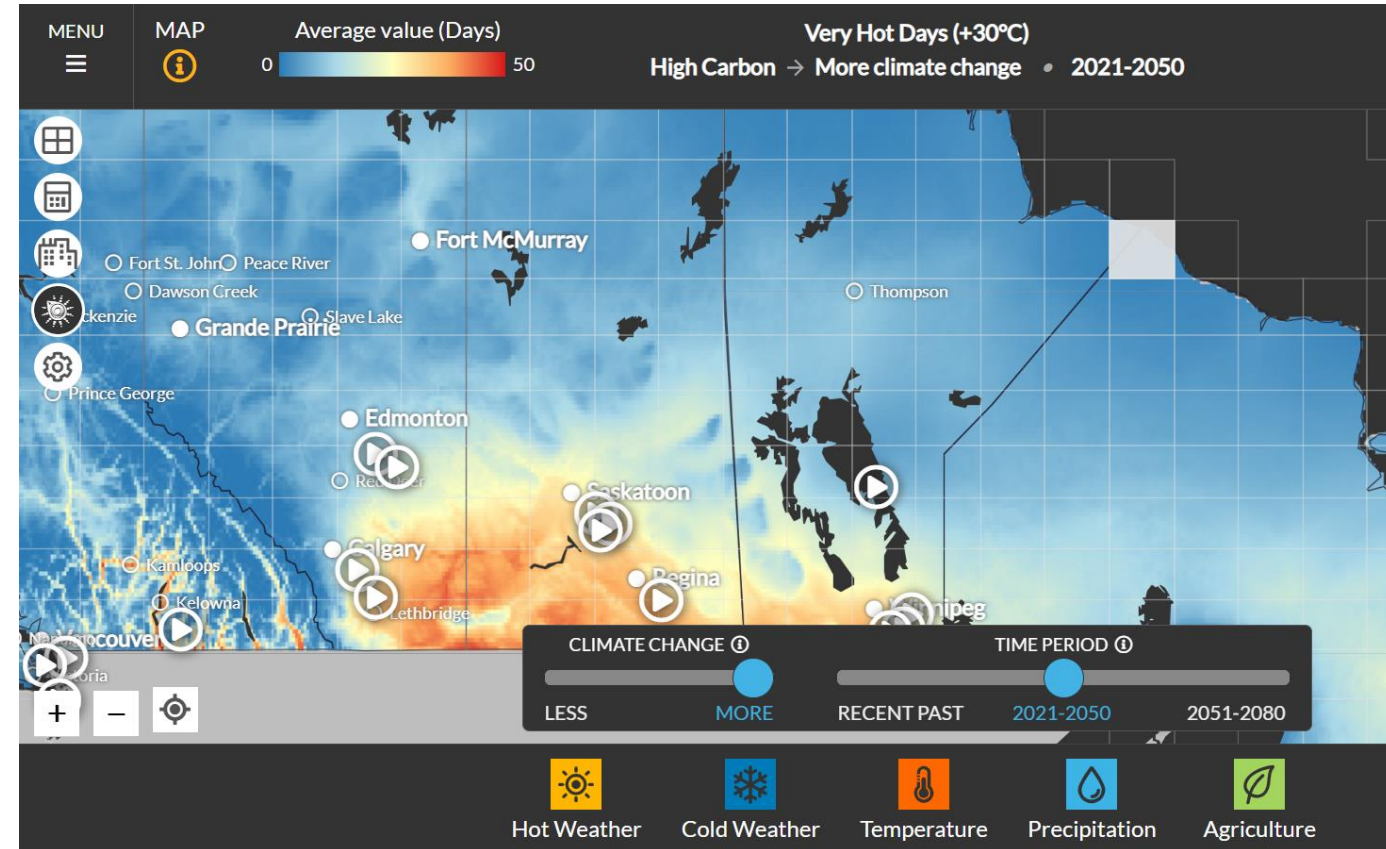 MENU
MAP
Average value (Days)
0
50
Very Hot Days (+30°C)
High Carbon → More climate change • 2021-2050
Fort McMurray
Fort St. John
Peace River
Dawson Creek
Thompson
Slave Lake
Grande Prairie
Prince George
Edmonton
Saskatoon
Calgary
Kamloops
Regina
Kelowna
Lethbridge
Winnipeg
CLIMATE CHANGE
TIME PERIOD
LESS
MORE
RECENT PAST
2021-2050
2051-2080
+
−
Hot Weather
Cold Weather
Temperature
Precipitation
Agriculture